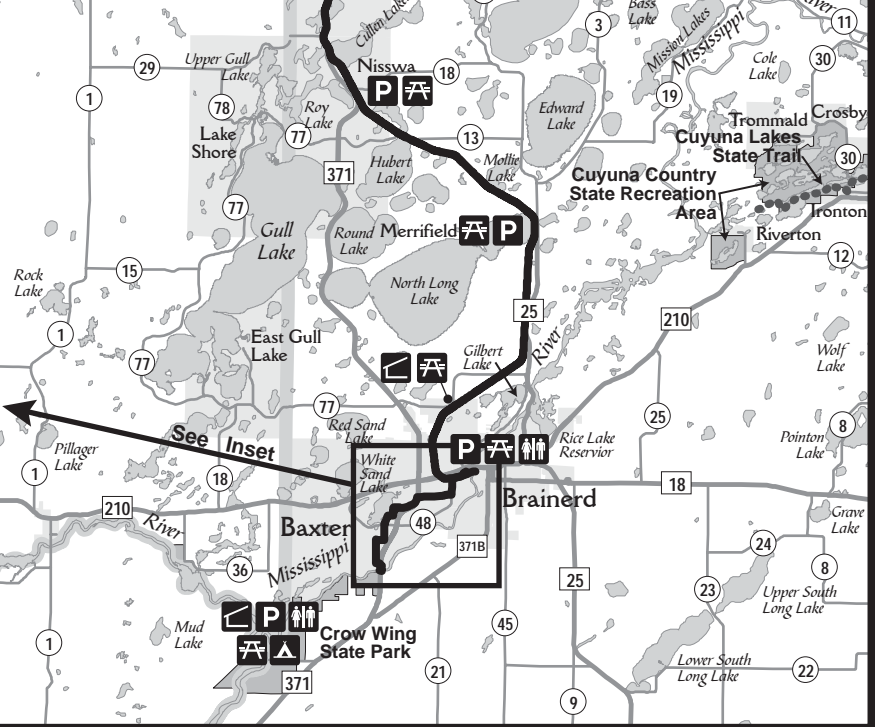 Cullen Lake
Bass
Lake
Mission Lakes
Mississippi
River
11
3
Nisswa
P
18
29
Upper Gull
Lake
1
78
Roy
Lake
77
Lake
Shore
Edward
Lake
19
Cole
Lake
30
Trommald
Crosby
Cuyuna Lakes
State Trail
30
13
Hubert
Lake
Mollie
Lake
371
Cuyuna Country
State Recreation
Area
Ironton
Riverton
77
Gull
Lake
Round
Lake
Merrifield
P
12
Rock
Lake
15
North Long
Lake
25
210
River
1
East Gull
Lake
Gilbert
Lake
Wolf
Lake
77
77
Red Sand
Lake
25
8
See Inset
Pillager
Lake
1
18
White
Sand
Lake
P
Rice Lake
Reservior
Pointon
Lake
210
River
Baxter
Brainerd
18
Grave
Lake
48
371B
36
Mississippi
25
24
8
23
Upper South
Long Lake
P
Mud
Lake
Crow Wing
State Park
1
45
Lower South
Long Lake
22
371
21
9